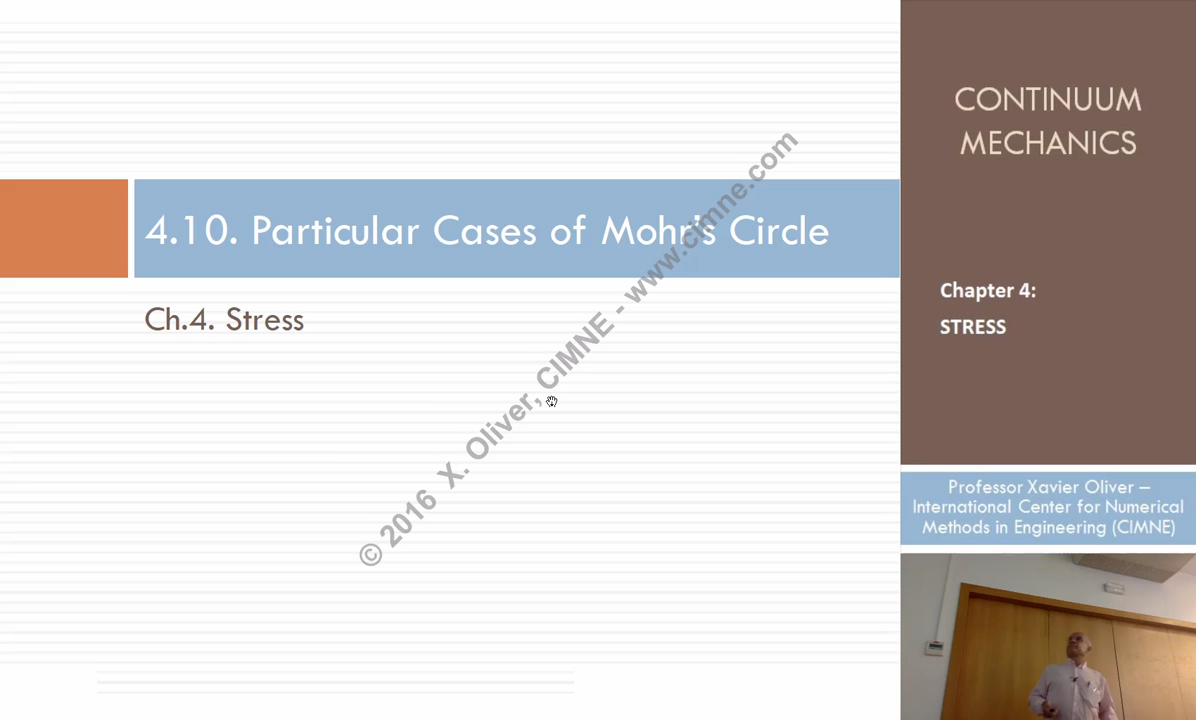 4.10. Particular Cases of Mohr's Circle
Ch.4. Stress
© 2016 X. Oliver, CIMNE - www.cimne.com
CONTINUUM
MECHANICS
Chapter 4:
STRESS
Professor Xavier Oliver –
International Center for Numerical
Methods in Engineering (CIMNE)